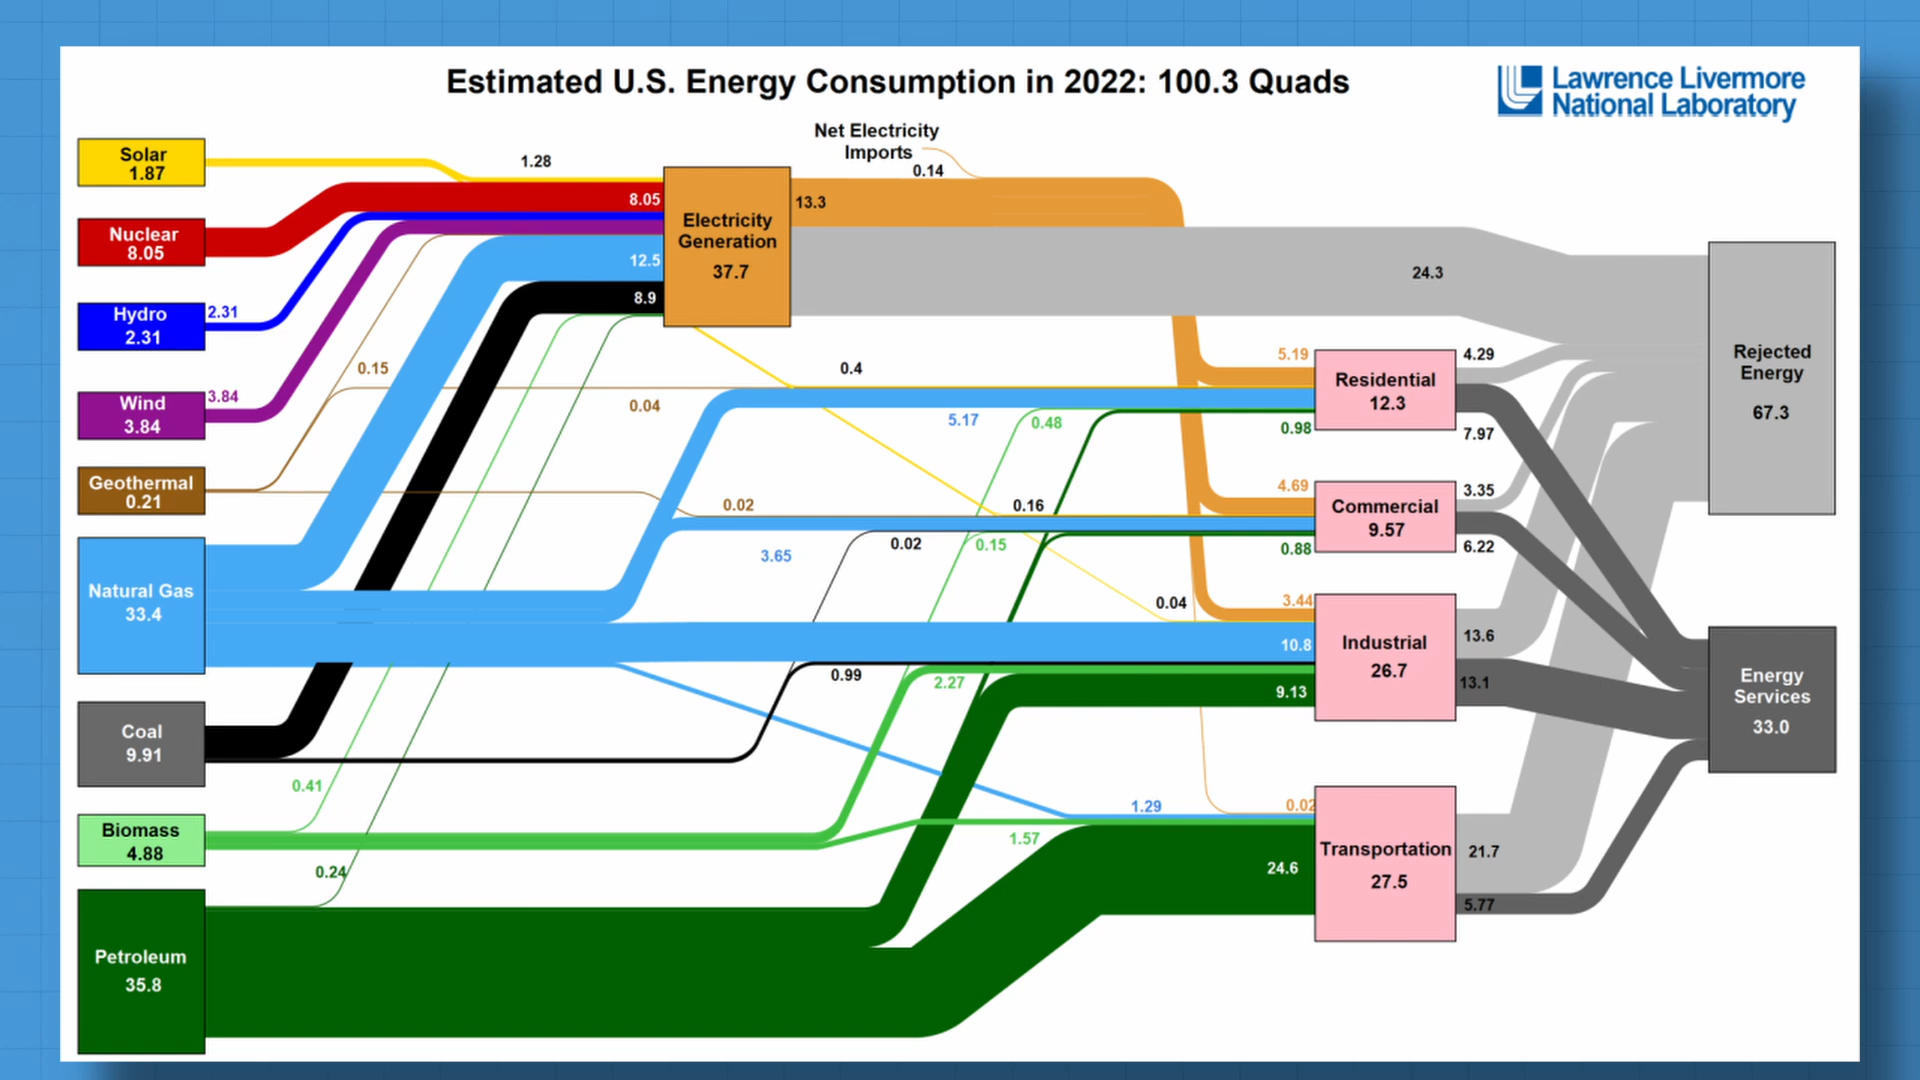 Estimated U.S. Energy Consumption in 2022: 100.3 Quads
Lawrence Livermore
National Laboratory
Net Electricity
Imports
0.14
Solar
1.87
1.28
Nuclear
8.05
8.05
Hydro
2.31
2.31
Wind
3.84
3.84
Geothermal
0.21
0.15
0.04
0.02
Natural Gas
33.4
12.5
5.17
3.65
10.8
1.29
Coal
9.91
8.9
0.02
0.99
Biomass
4.88
0.41
0.48
0.15
2.27
1.57
Petroleum
35.8
0.24
0.98
0.88
9.13
24.6
Electricity
Generation
37.7
13.3
24.3
0.4
0.16
0.04
5.19
4.69
3.44
0.02
Residential
12.3
4.29
7.97
Commercial
9.57
3.35
6.22
Industrial
26.7
13.6
13.1
Transportation
27.5
21.7
5.77
Rejected
Energy
67.3
Energy
Services
33.0